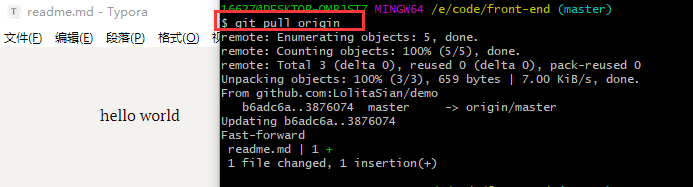 readme.md - Typora
文件(F) 编辑(E) 段落(P) 格式(O)
hello world
MINGW64 /e/code/front-end (master)
$ git pull origin
remote: Enumerating objects: 5, done.
remote: Counting objects: 100% (5/5), done.
remote: Total 3 (delta 0), reused 0 (delta 0), pack-reused 0
Unpacking objects: 100% (3/3), 659 bytes | 7.00 KiB/s, done.
From github.com:LolitaSian/demo
b6adc6a..3876074 master -> origin/master
Updating b6adc6a..3876074
Fast-forward
readme.md | 1 +
1 file changed, 1 insertion(+)